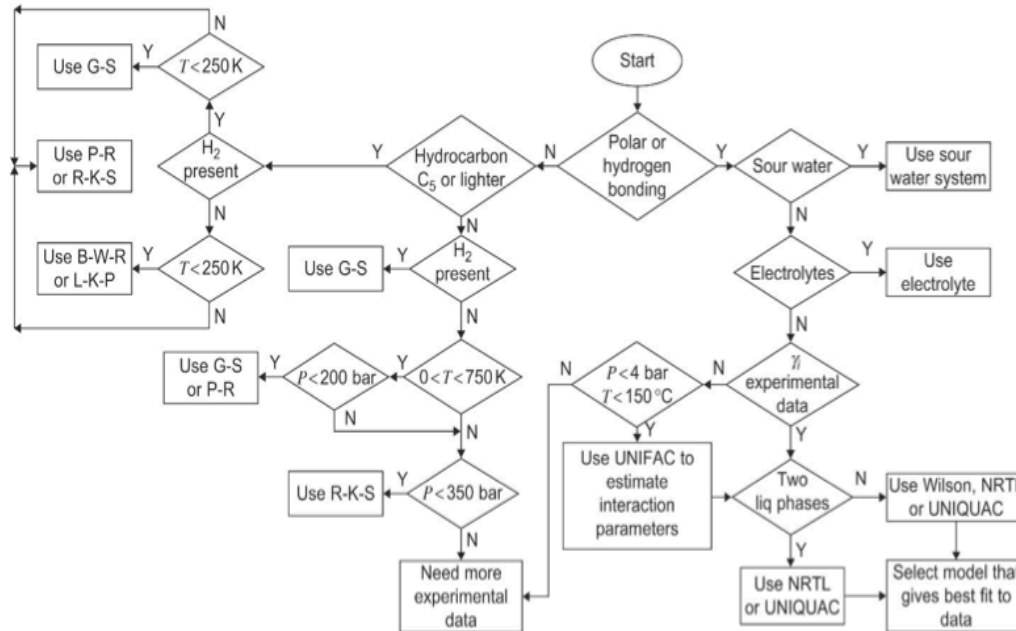 Start
N
Y
T<250 K
Use G-S
Y
Polar or
hydrogen
bonding
N
Y
Sour water
Y
Use sour
water system
N
Hydrocarbon
C₅ or lighter
Y
N
H₂
present
N
Use P-R
or R-K-S
Use B-W-R
or L-K-P
Y
T<250 K
N
Use G-S
Y
H₂
present
N
Electrolytes
Y
Use
electrolyte
N
Use G-S
or P-R
Y
P<200 bar
Y
0<T<750 K
N
N
N
P<4 bar
T<150 °C
N
Y
γi
experimental
data
Y
Use R-K-S
Y
P<350 bar
N
Use UNIFAC to
estimate
interaction
parameters
Two
liq phases
N
Use Wilson, NRTL
or UNIQUAC
Y
Need more
experimental
data
Use NRTL
or UNIQUAC
Select model that
gives best fit to
data